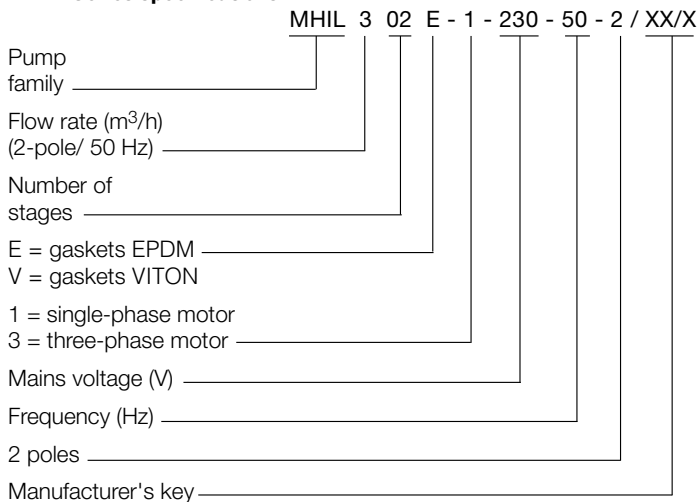 MHIL 3 02 E - 1 - 230 - 50 - 2 / XX/X
Pump
family
Flow rate (m³/h)
(2-pole/ 50 Hz)
Number of
stages
E = gaskets EPDM
V = gaskets VITON
1 = single-phase motor
3 = three-phase motor
Mains voltage (V)
Frequency (Hz)
2 poles
Manufacturer's key